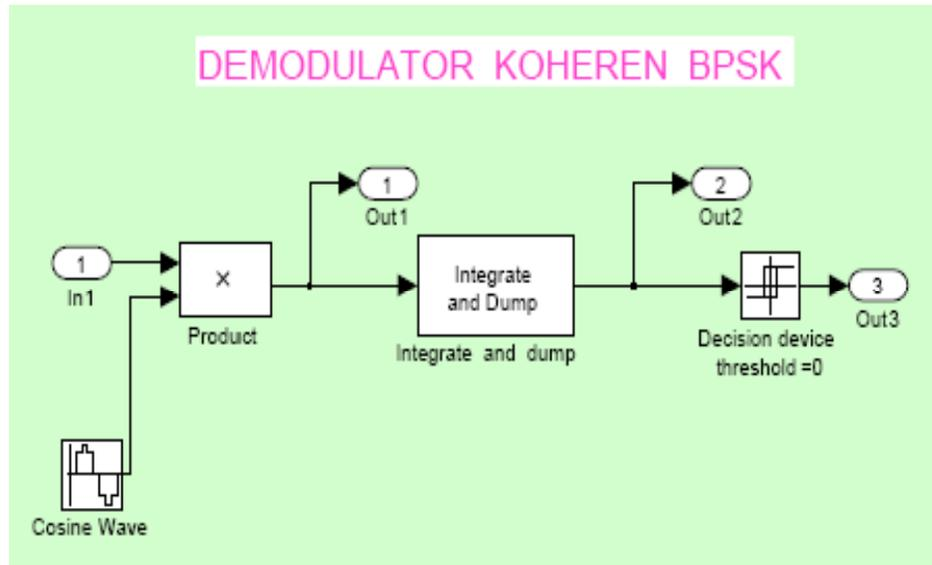 DEMODULATOR KOHEREN BPSK
1
Out1
2
Out2
1
In1
×
Product
Integrate
and Dump
Integrate and dump
Decision device
threshold =0
3
Out3
Cosine Wave